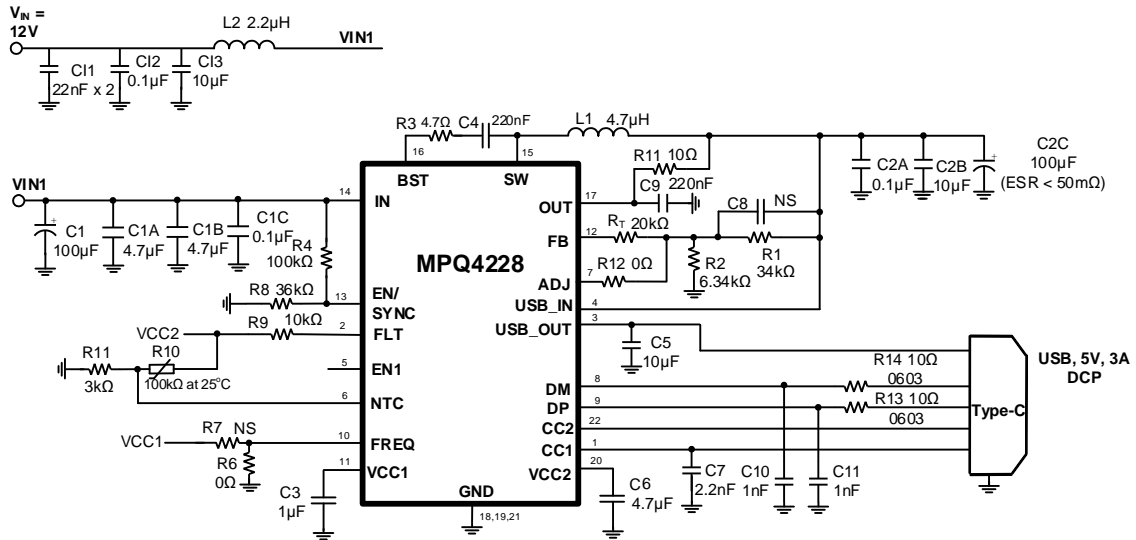 VIN =
12V
L2 2.2µH
VIN1
CI1
22nF x 2
CI2
0.1µF
CI3
10µF
R3 4.7Ω
C4 220nF
L1 4.7µH
16
15
BST
SW
R11 10Ω
C9 220nF
C2A
0.1µF
C2B
10µF
C2C
100µF
(ESR < 50mΩ)
VIN1
14
IN
C1
100µF
C1A
4.7µF
C1B
4.7µF
C1C
0.1µF
R4
100kΩ
17
OUT
C8
NS
12
FB
RT 20kΩ
R1
34kΩ
R2
6.34kΩ
MPQ4228
7
ADJ
R12 0Ω
R8 36kΩ
13
EN/
SYNC
4
USB_IN
3
USB_OUT
VCC2
R9
10kΩ
2
FLT
C5
10µF
R11
3kΩ
R10
100kΩ at 25°C
5
EN1
6
NTC
8
DM
R14 10Ω
0603
9
DP
R13 10Ω
0603
22
CC2
1
CC1
Type-C
USB, 5V, 3A
DCP
VCC1
R7
NS
10
FREQ
R6
0Ω
11
VCC1
C3
1µF
20
VCC2
C6
4.7µF
C7
2.2nF
C10
1nF
C11
1nF
GND
18,19,21